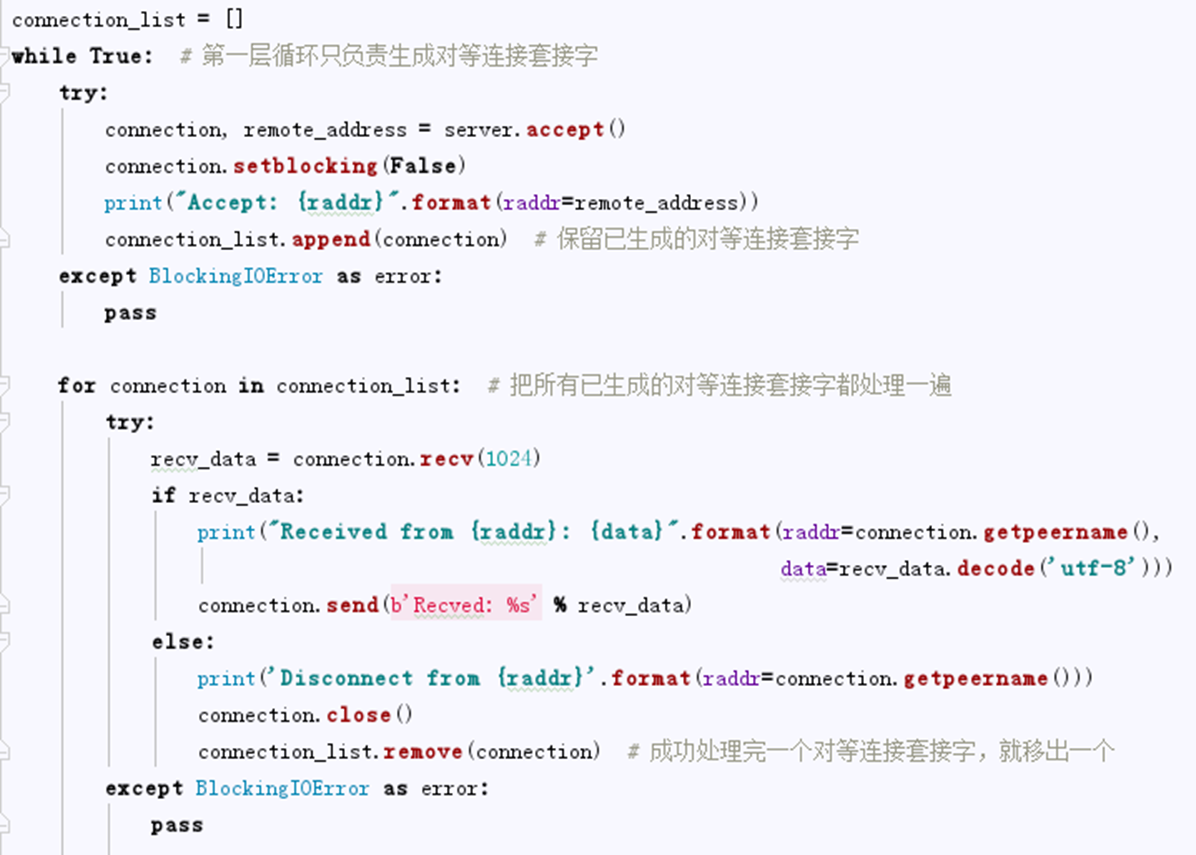 connection_list = []
while True:  # 第一层循环只负责生成对等连接套接字
    try:
        connection, remote_address = server.accept()
        connection.setblocking(False)
        print("Accept: {raddr}".format(raddr=remote_address))
        connection_list.append(connection)  # 保留已生成的对等连接套接字
    except BlockingIOError as error:
        pass
    for connection in connection_list:  # 把所有已生成的对等连接套接字都处理一遍
        try:
            recv_data = connection.recv(1024)
            if recv_data:
                print("Received from {raddr}: {data}".format(raddr=connection.getpeername(),
                                                             data=recv_data.decode('utf-8')))
                connection.send(b'Recved: %s' % recv_data)
            else:
                print('Disconnect from {raddr}'.format(raddr=connection.getpeername()))
                connection.close()
                connection_list.remove(connection)  # 成功处理完一个对等连接套接字，就移出一个
        except BlockingIOError as error:
            pass